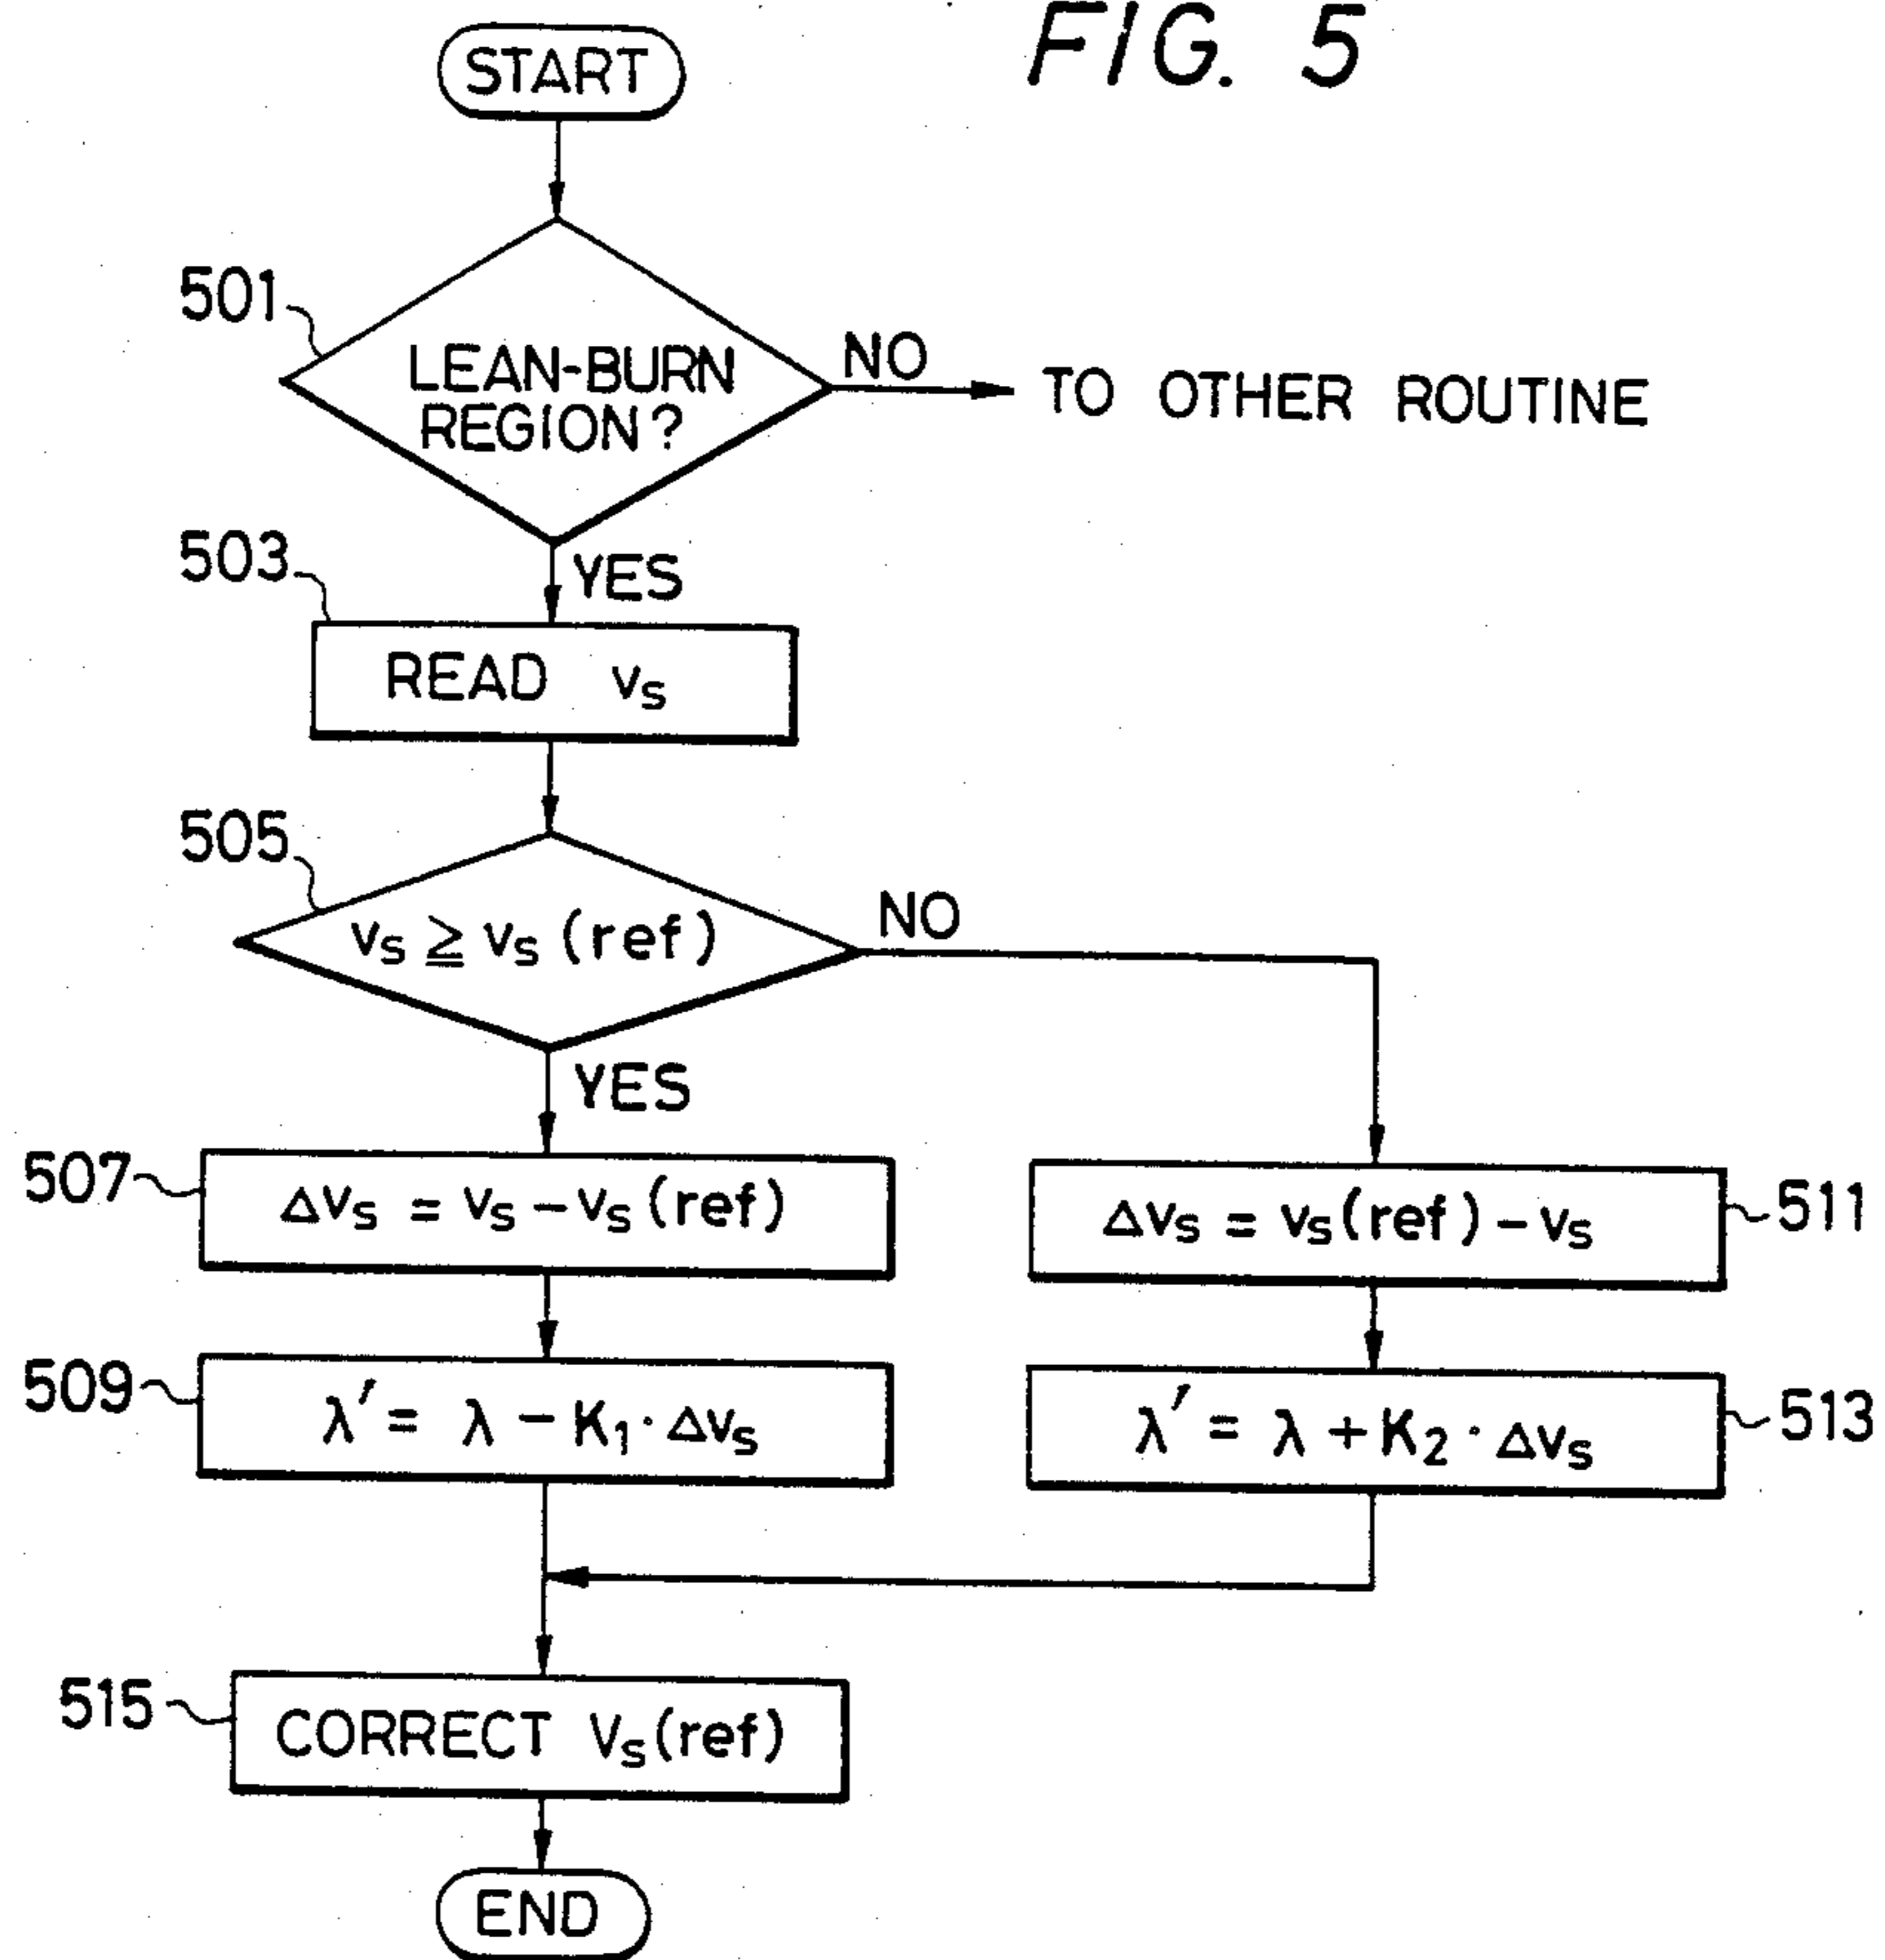 FIG. 5
START
501
LEAN-BURN
REGION?
NO
TO OTHER ROUTINE
YES
503
READ vs
505
vs ≧ vs (ref)
NO
YES
507
Δvs = vs - vs (ref)
511
Δvs = vs (ref) - vs
509
λ' = λ - K1 · Δvs
513
λ' = λ + K2 · Δvs
515
CORRECT Vs (ref)
END